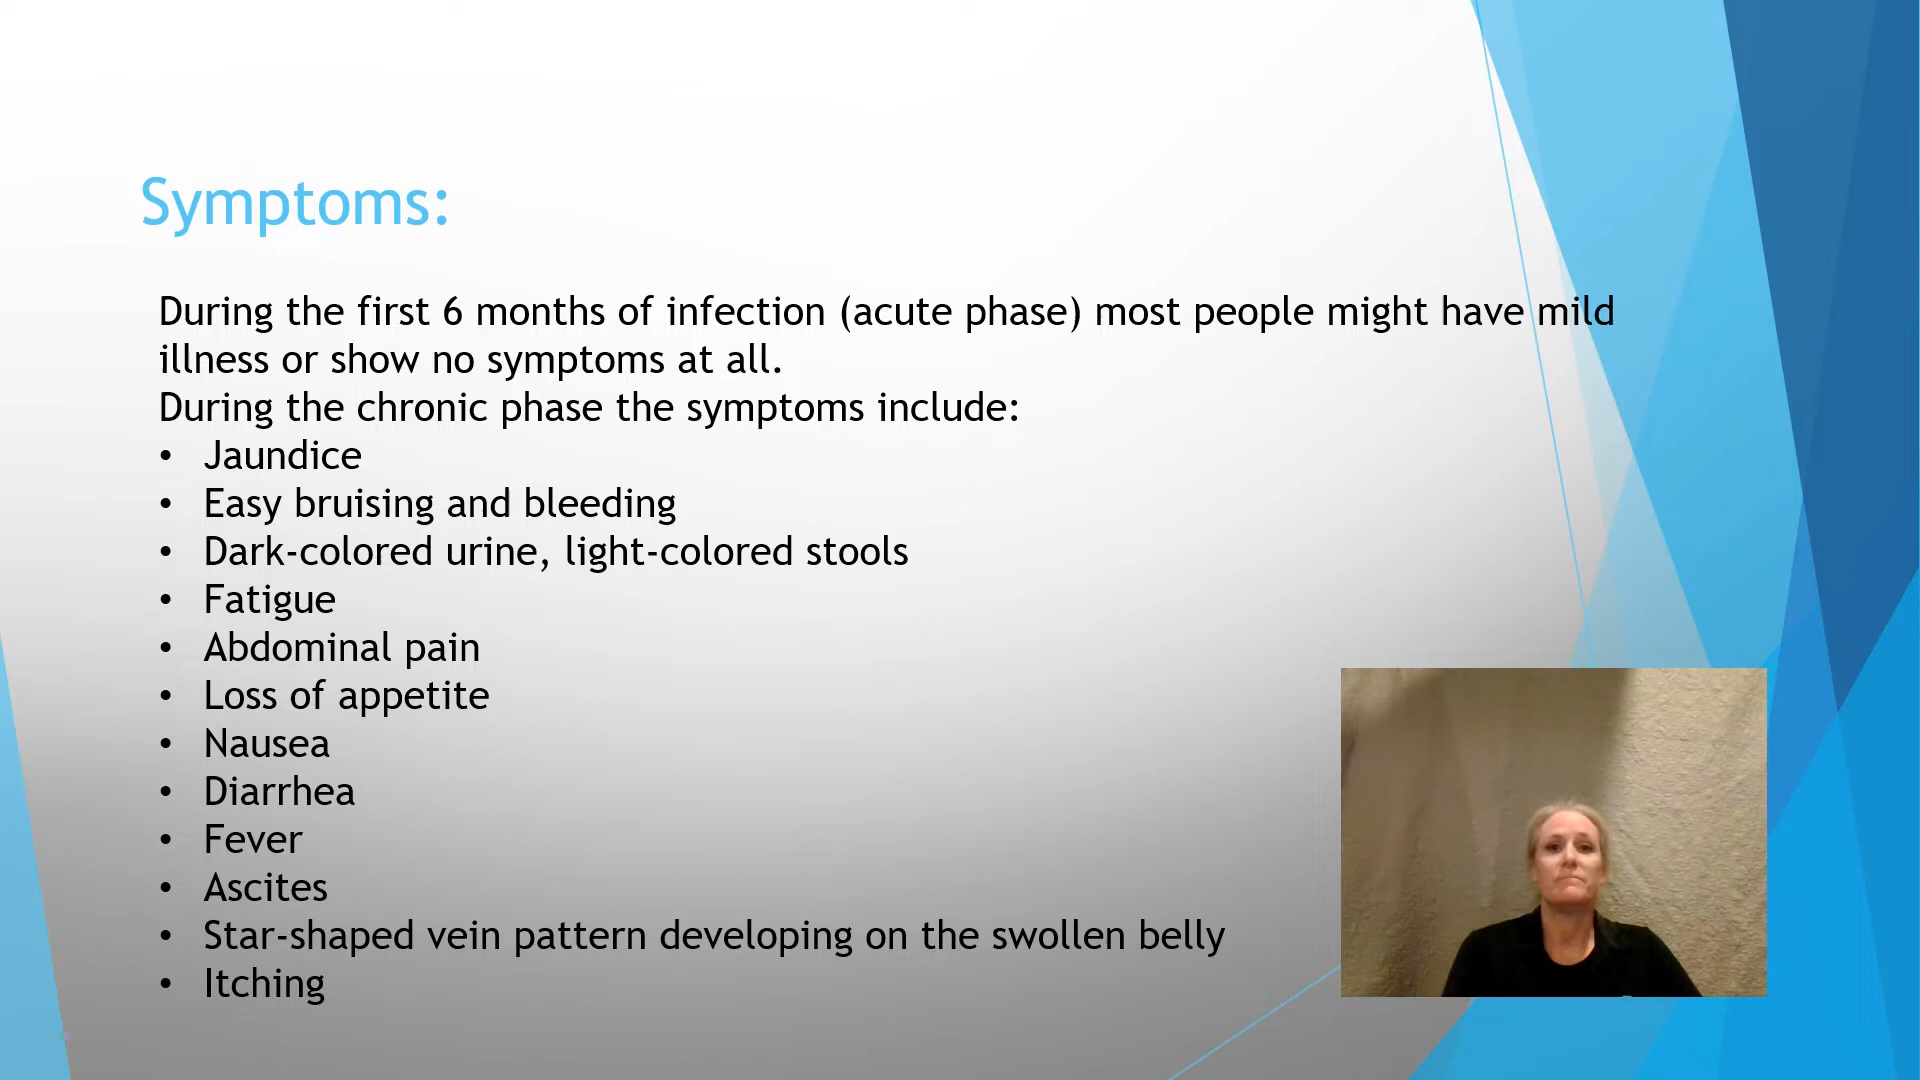 Symptoms:
During the first 6 months of infection (acute phase) most people might have mild
illness or show no symptoms at all.
During the chronic phase the symptoms include:
• Jaundice
• Easy bruising and bleeding
• Dark-colored urine, light-colored stools
• Fatigue
• Abdominal pain
• Loss of appetite
• Nausea
• Diarrhea
• Fever
• Ascites
• Star-shaped vein pattern developing on the swollen belly
• Itching